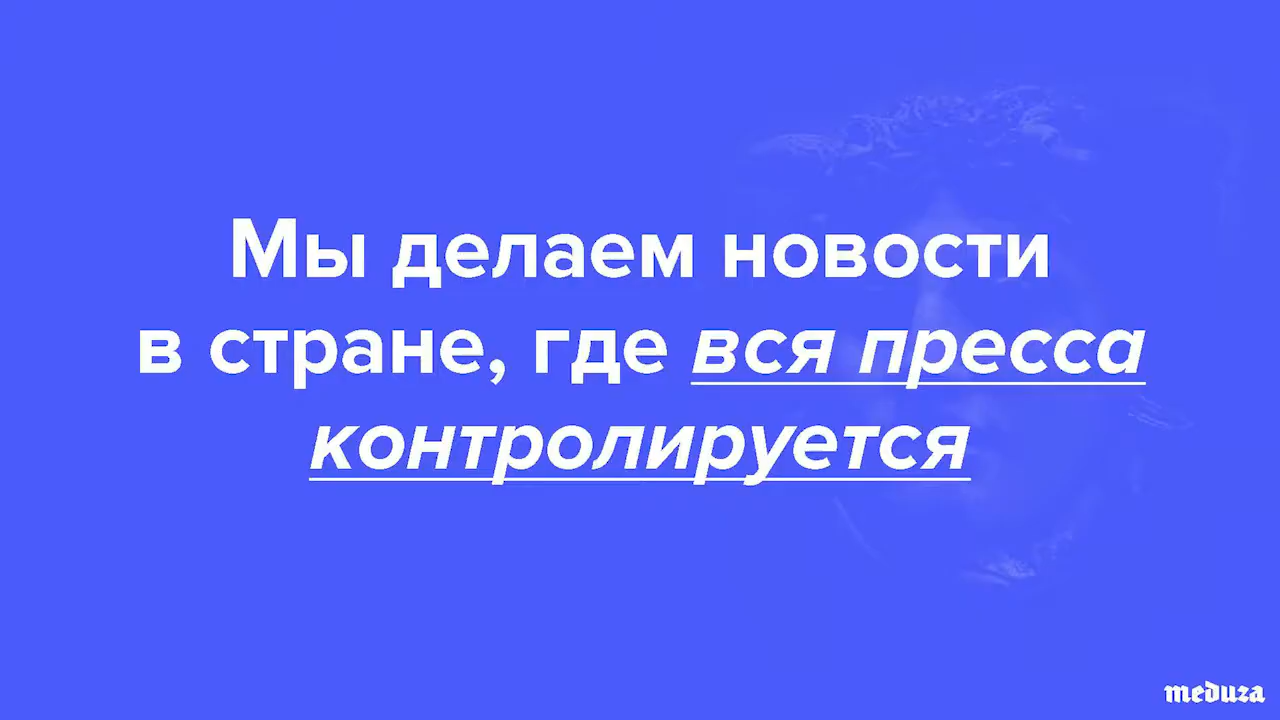 Мы делаем новости
в стране, где вся пресса
контролируется
meduza